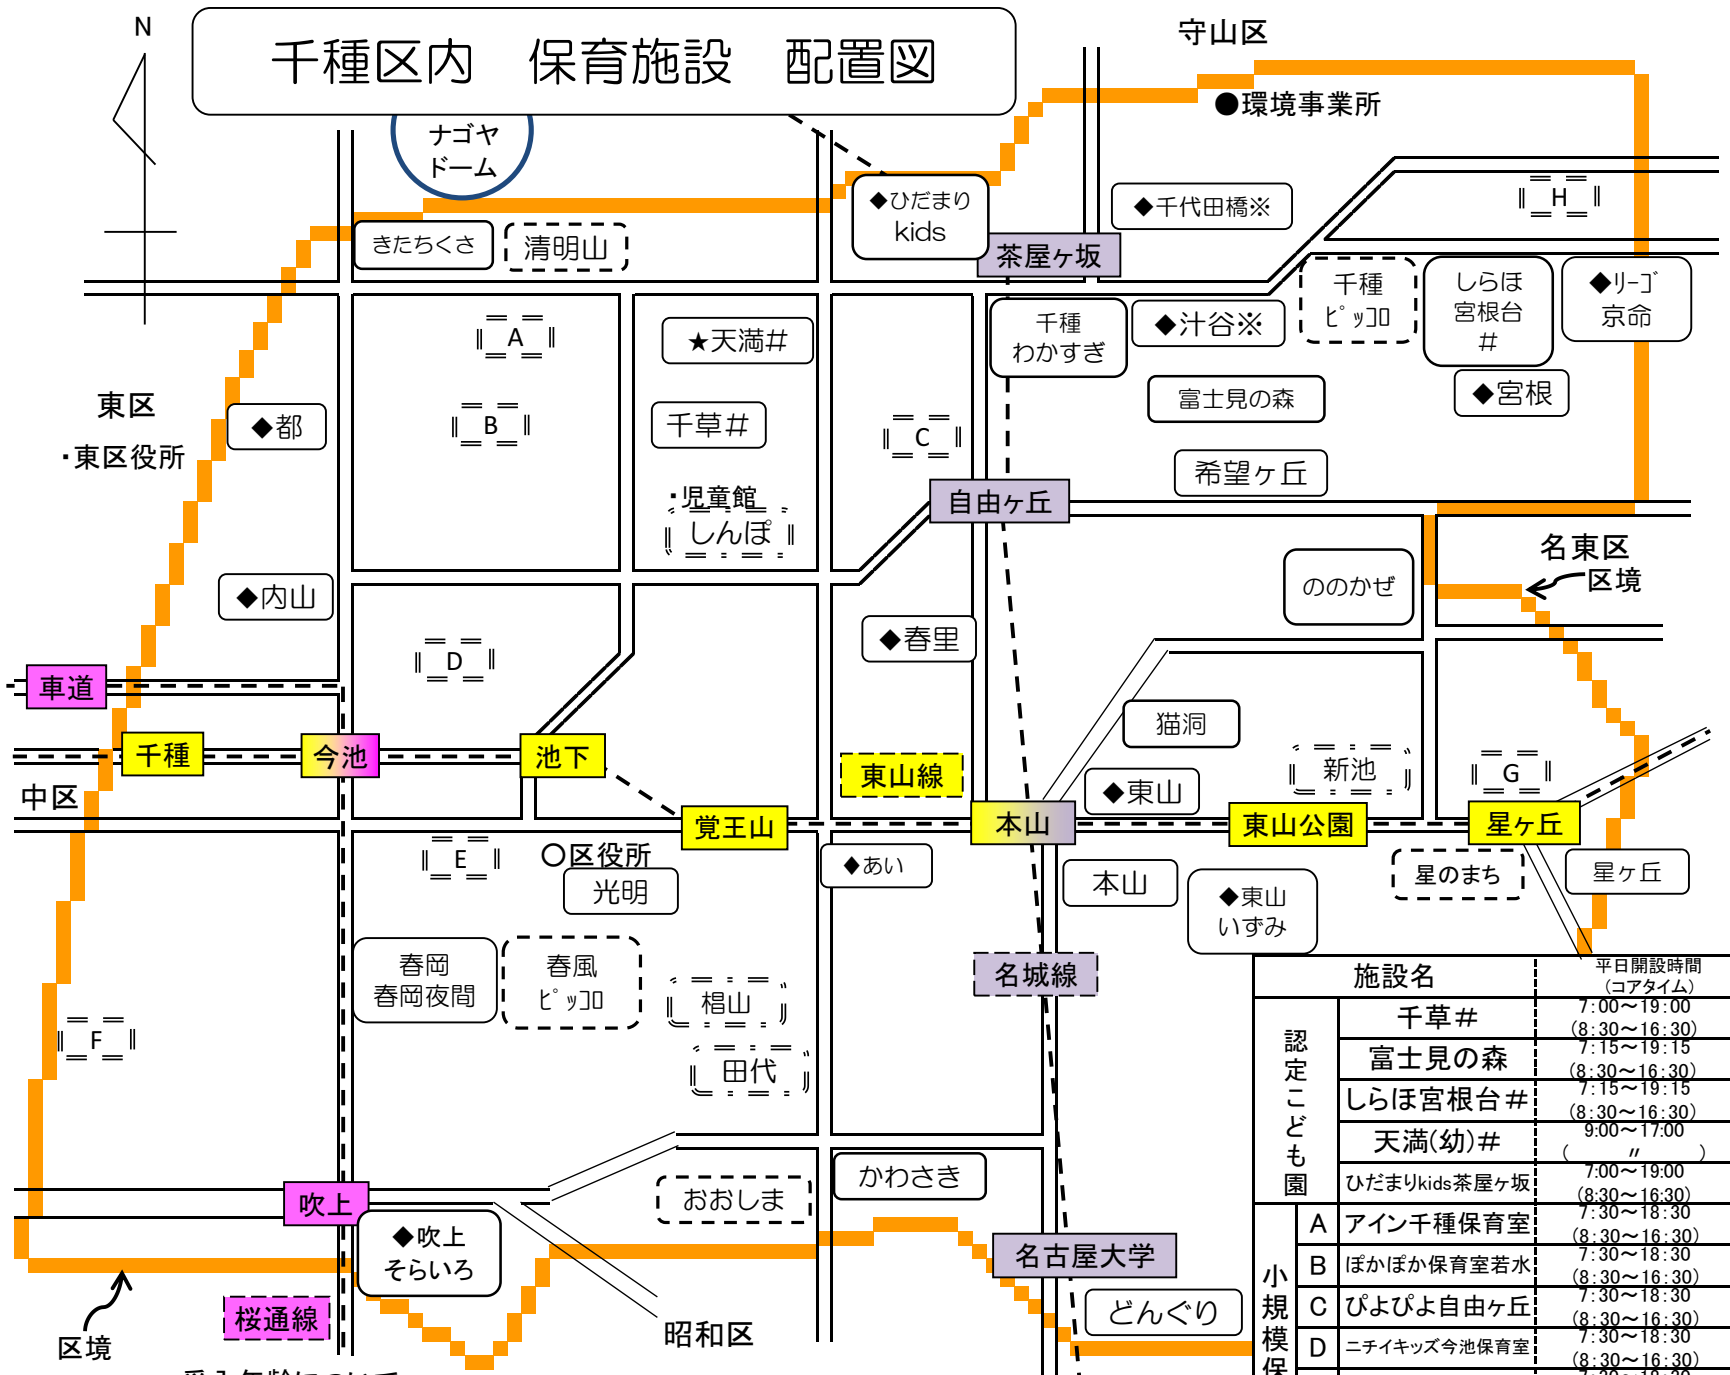 N
千種区内　保育施設　配置図
守山区
●環境事業所
ナゴヤ
ドーム
◆ひだまり
kids
◆千代田橋※
H
きたちくさ
清明山
茶屋ヶ坂
千種
ピッコロ
しらほ
宮根台
＃
◆リーゴ
京命
A
★天満＃
千種
わかすぎ
◆汁谷※
東区
・東区役所
◆都
B
千草＃
C
富士見の森
◆宮根
希望ヶ丘
・児童館
しんぽ
自由ヶ丘
名東区
区境
◆内山
ののかぜ
D
◆春里
車道
猫洞
千種
今池
池下
東山線
新池
G
中区
◆東山
覚王山
本山
東山公園
星ヶ丘
E
○区役所
光明
◆あい
本山
◆東山
いずみ
星のまち
星ヶ丘
春岡
春岡夜間
春風
ピッコロ
椙山
名城線
F
田代
かわさき
おおしま
吹上
◆吹上
そらいろ
名古屋大学
どんぐり
桜通線
区境
昭和区
施設名
平日開設時間
(コアタイム)
認定こども園
千草＃
7:00～19:00
(8:30～16:30)
富士見の森
7:15～19:15
(8:30～16:30)
しらほ宮根台＃
7:15～19:15
(8:30～16:30)
天満(幼)＃
9:00～17:00
(　〃　)
ひだまりkids茶屋ヶ坂
7:00～19:00
(8:30～16:30)
小規模保
A
アイン千種保育室
7:30～18:30
(8:30～16:30)
B
ぽかぽか保育室若水
7:30～18:30
(8:30～16:30)
C
ぴよぴよ自由ヶ丘
7:30～18:30
(8:30～16:30)
D
ニチイキッズ今池保育室
7:30～18:30
(8:30～16:30)